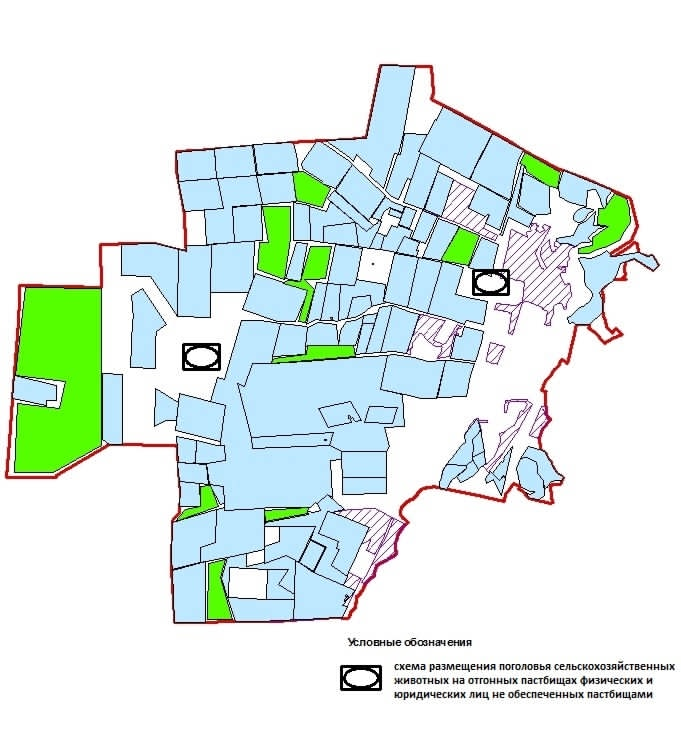 Условные обозначения
схема размещения поголовья сельскохозяйственных
животных на отгонных пастбищах физических и
юридических лиц не обеспеченных пастбищами